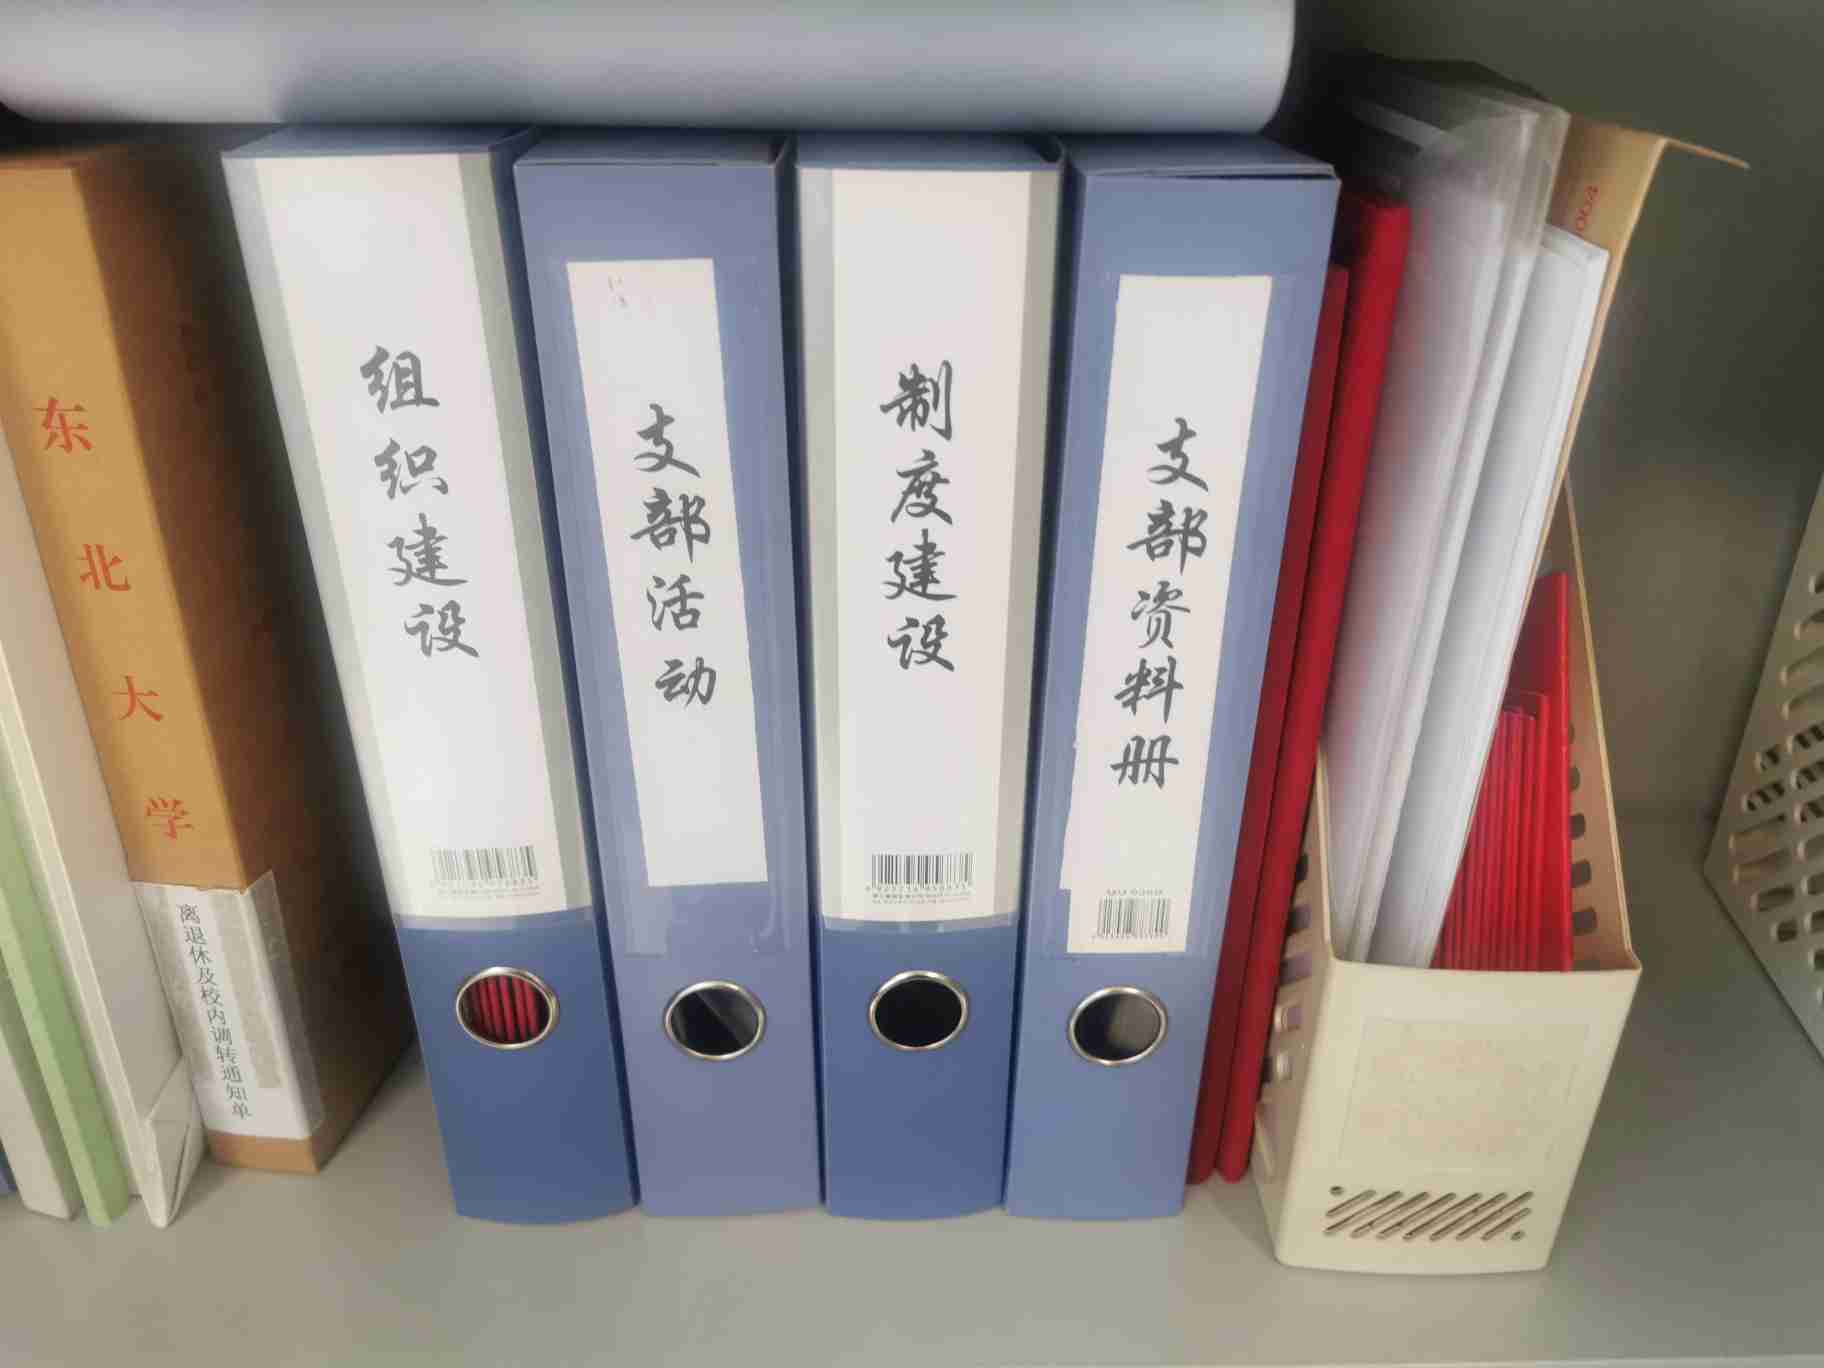 东北大学
离退休及校内调转通知单
组织建设
支部活动
制度建设
支部资料册